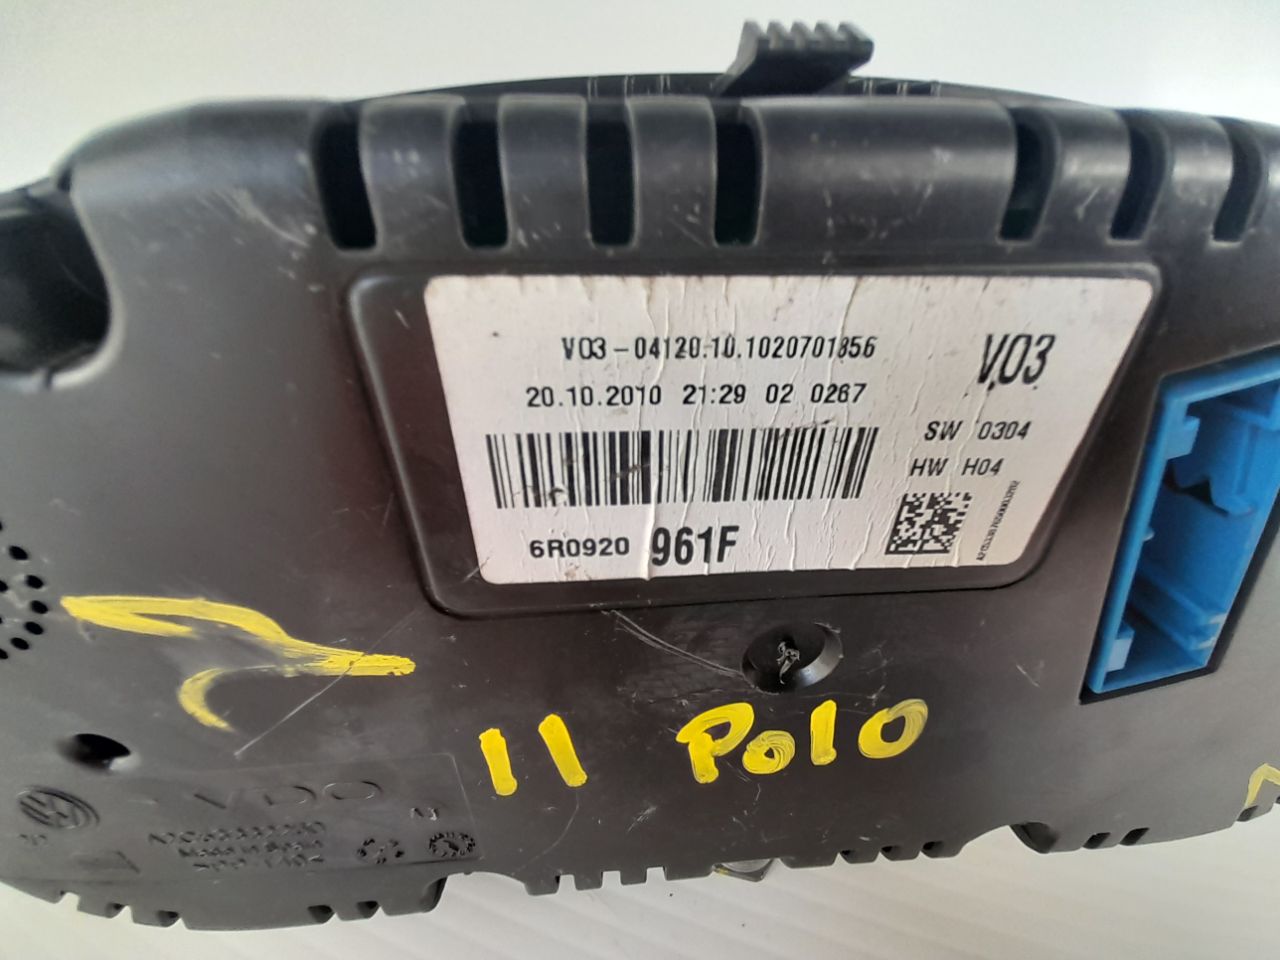 V03-04120.10.1020701856
V03
20.10.2010 21:29 02 0267
SW 0304
HW H04
6R0920 961F
11 Polo
VDO